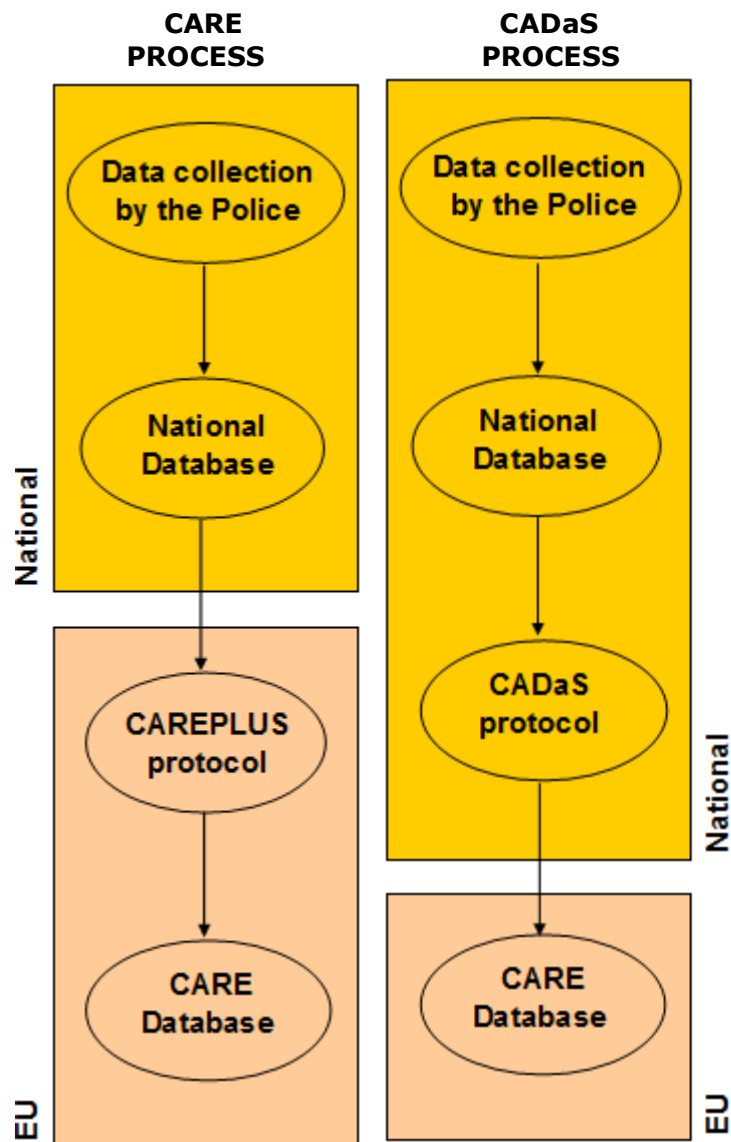 CARE
PROCESS
Data collection
by the Police
National
Database
National
CAREPLUS
protocol
CARE
Database
EU
CADaS
PROCESS
Data collection
by the Police
National
Database
CADaS
protocol
National
CARE
Database
EU